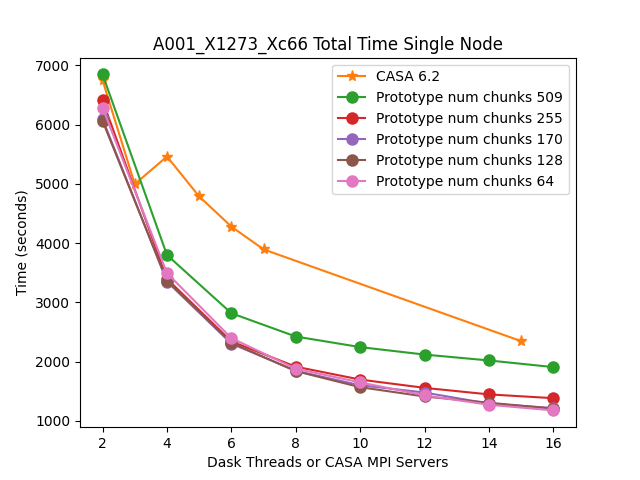 A001_X1273_Xc66 Total Time Single Node
CASA 6.2
Prototype num chunks 509
Prototype num chunks 255
Prototype num chunks 170
Prototype num chunks 128
Prototype num chunks 64
Time (seconds)
7000
6000
5000
4000
3000
2000
1000
2 4 6 8 10 12 14 16
Dask Threads or CASA MPI Servers